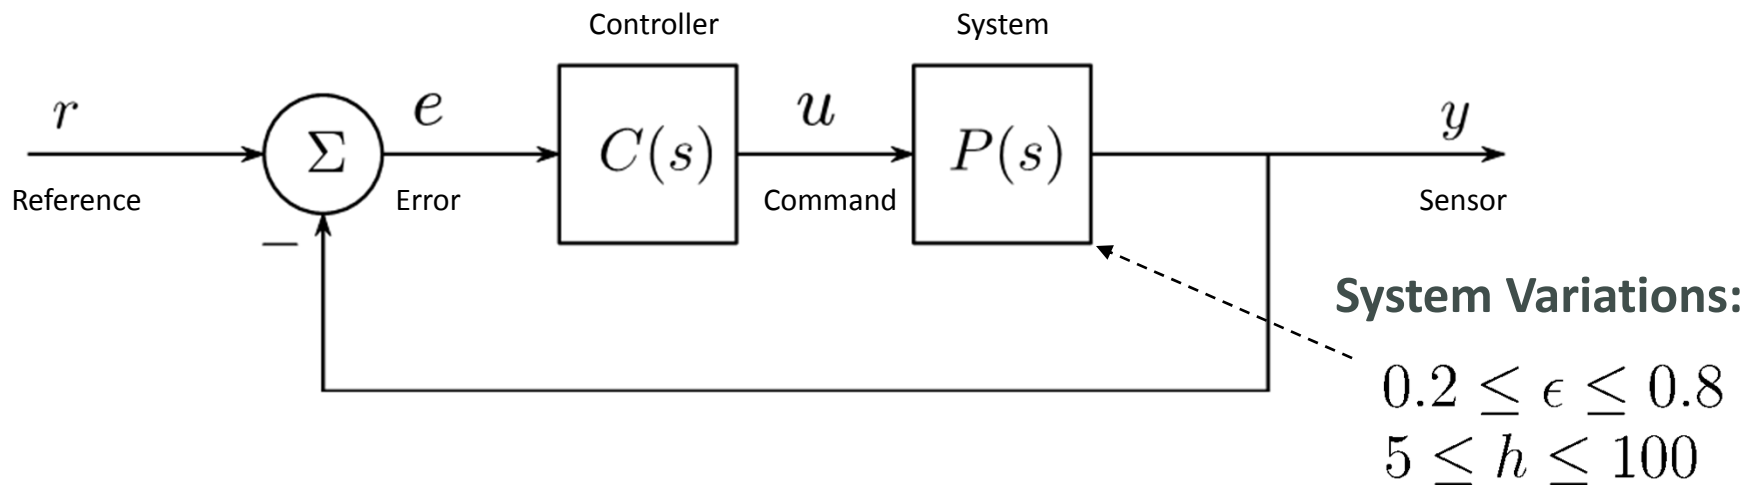 Controller
System
r
e
u
y
Σ
C(s)
P(s)
Reference
Error
Command
Sensor
−
System Variations:
0.2 ≤ ϵ ≤ 0.8
5 ≤ h ≤ 100